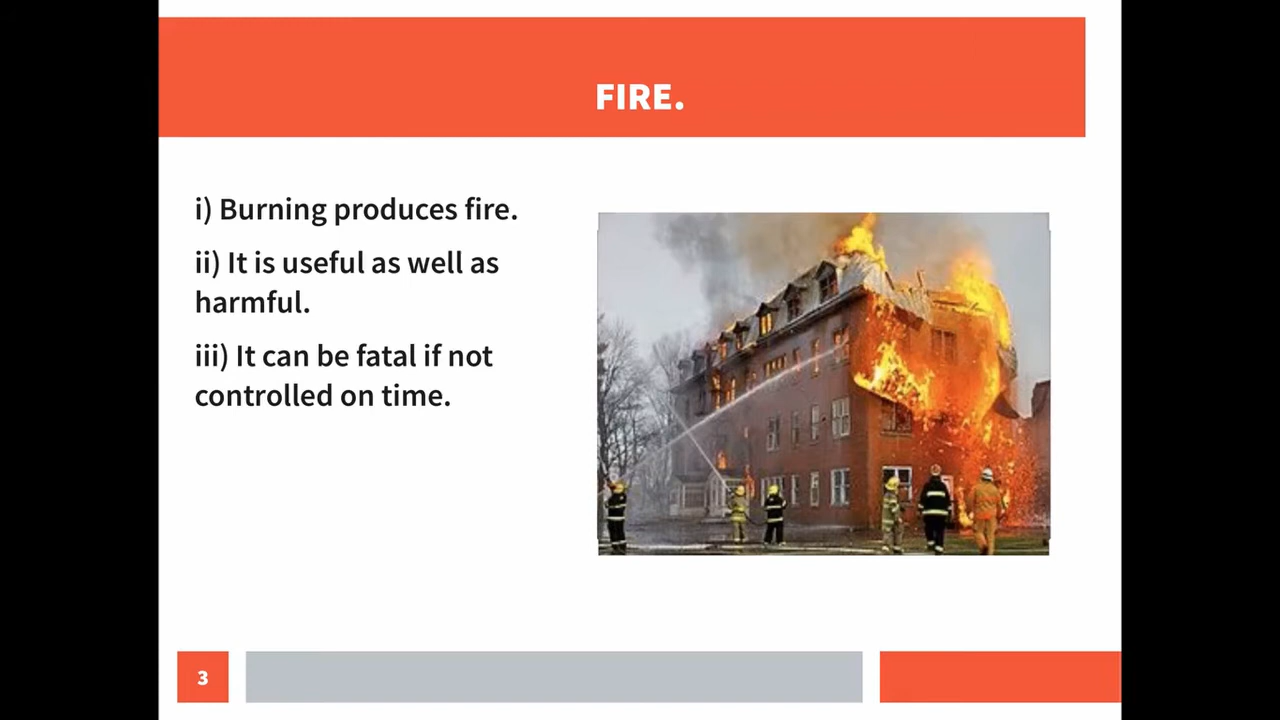 FIRE.
i) Burning produces fire.
ii) It is useful as well as
harmful.
iii) It can be fatal if not
controlled on time.
3